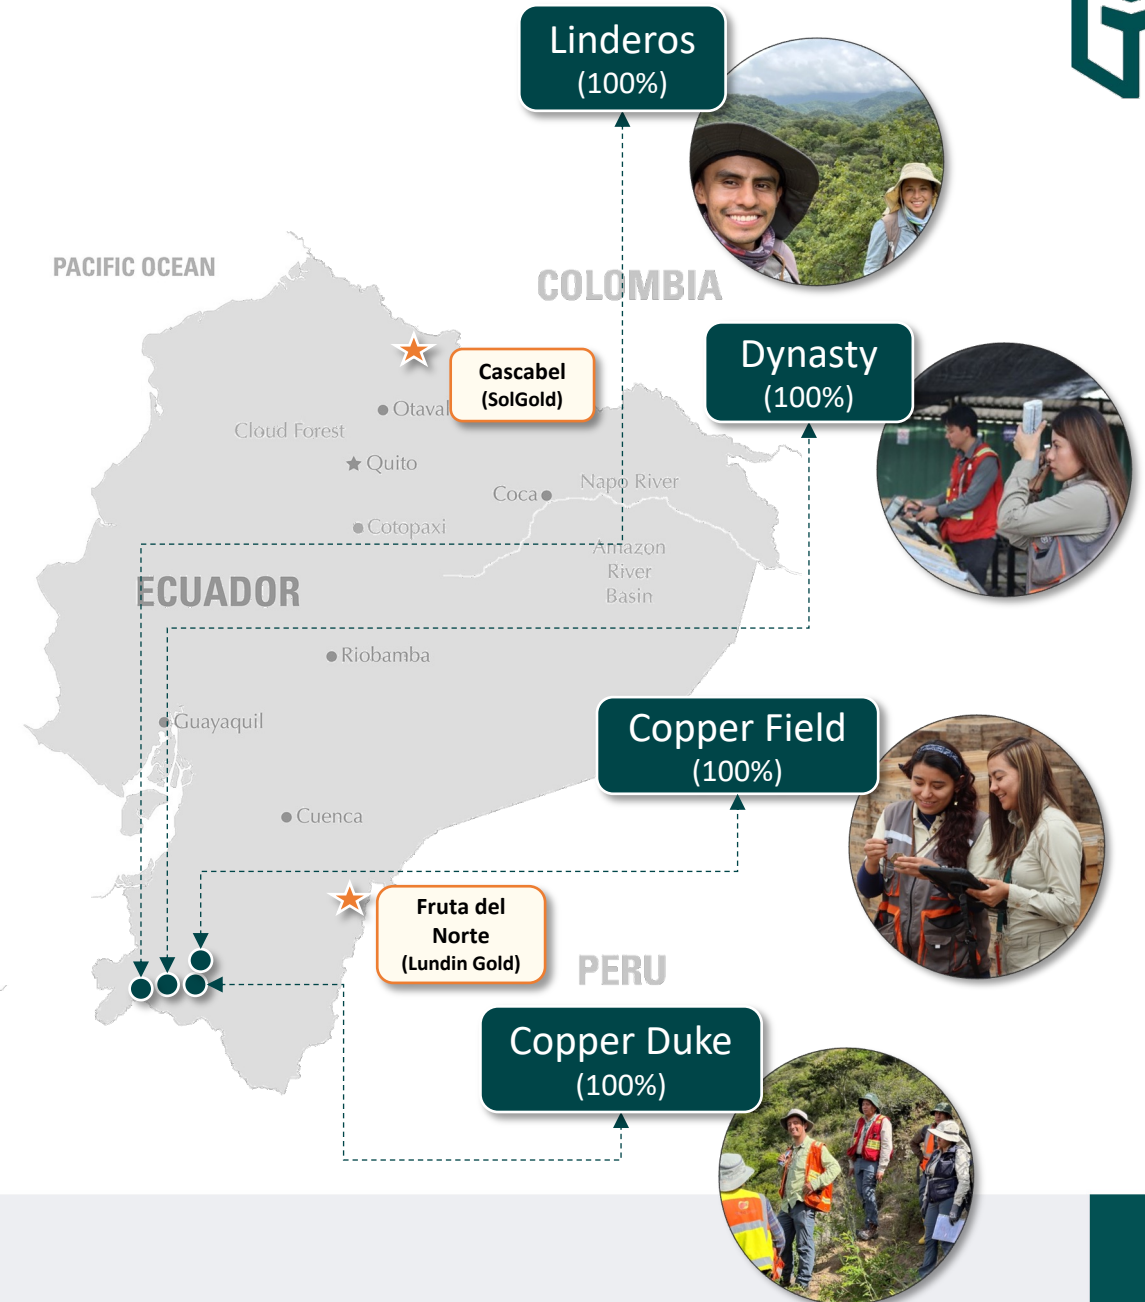 Linderos
(100%)
PACIFIC OCEAN
COLOMBIA
Dynasty
(100%)
Cascabel
(SolGold)
Otaval
Cloud Forest
Quito
Napo River
Coca
Cotopaxi
Amazon
River
Basin
ECUADOR
Riobamba
Guayaquil
Copper Field
(100%)
Cuenca
Fruta del
Norte
(Lundin Gold)
PERU
Copper Duke
(100%)